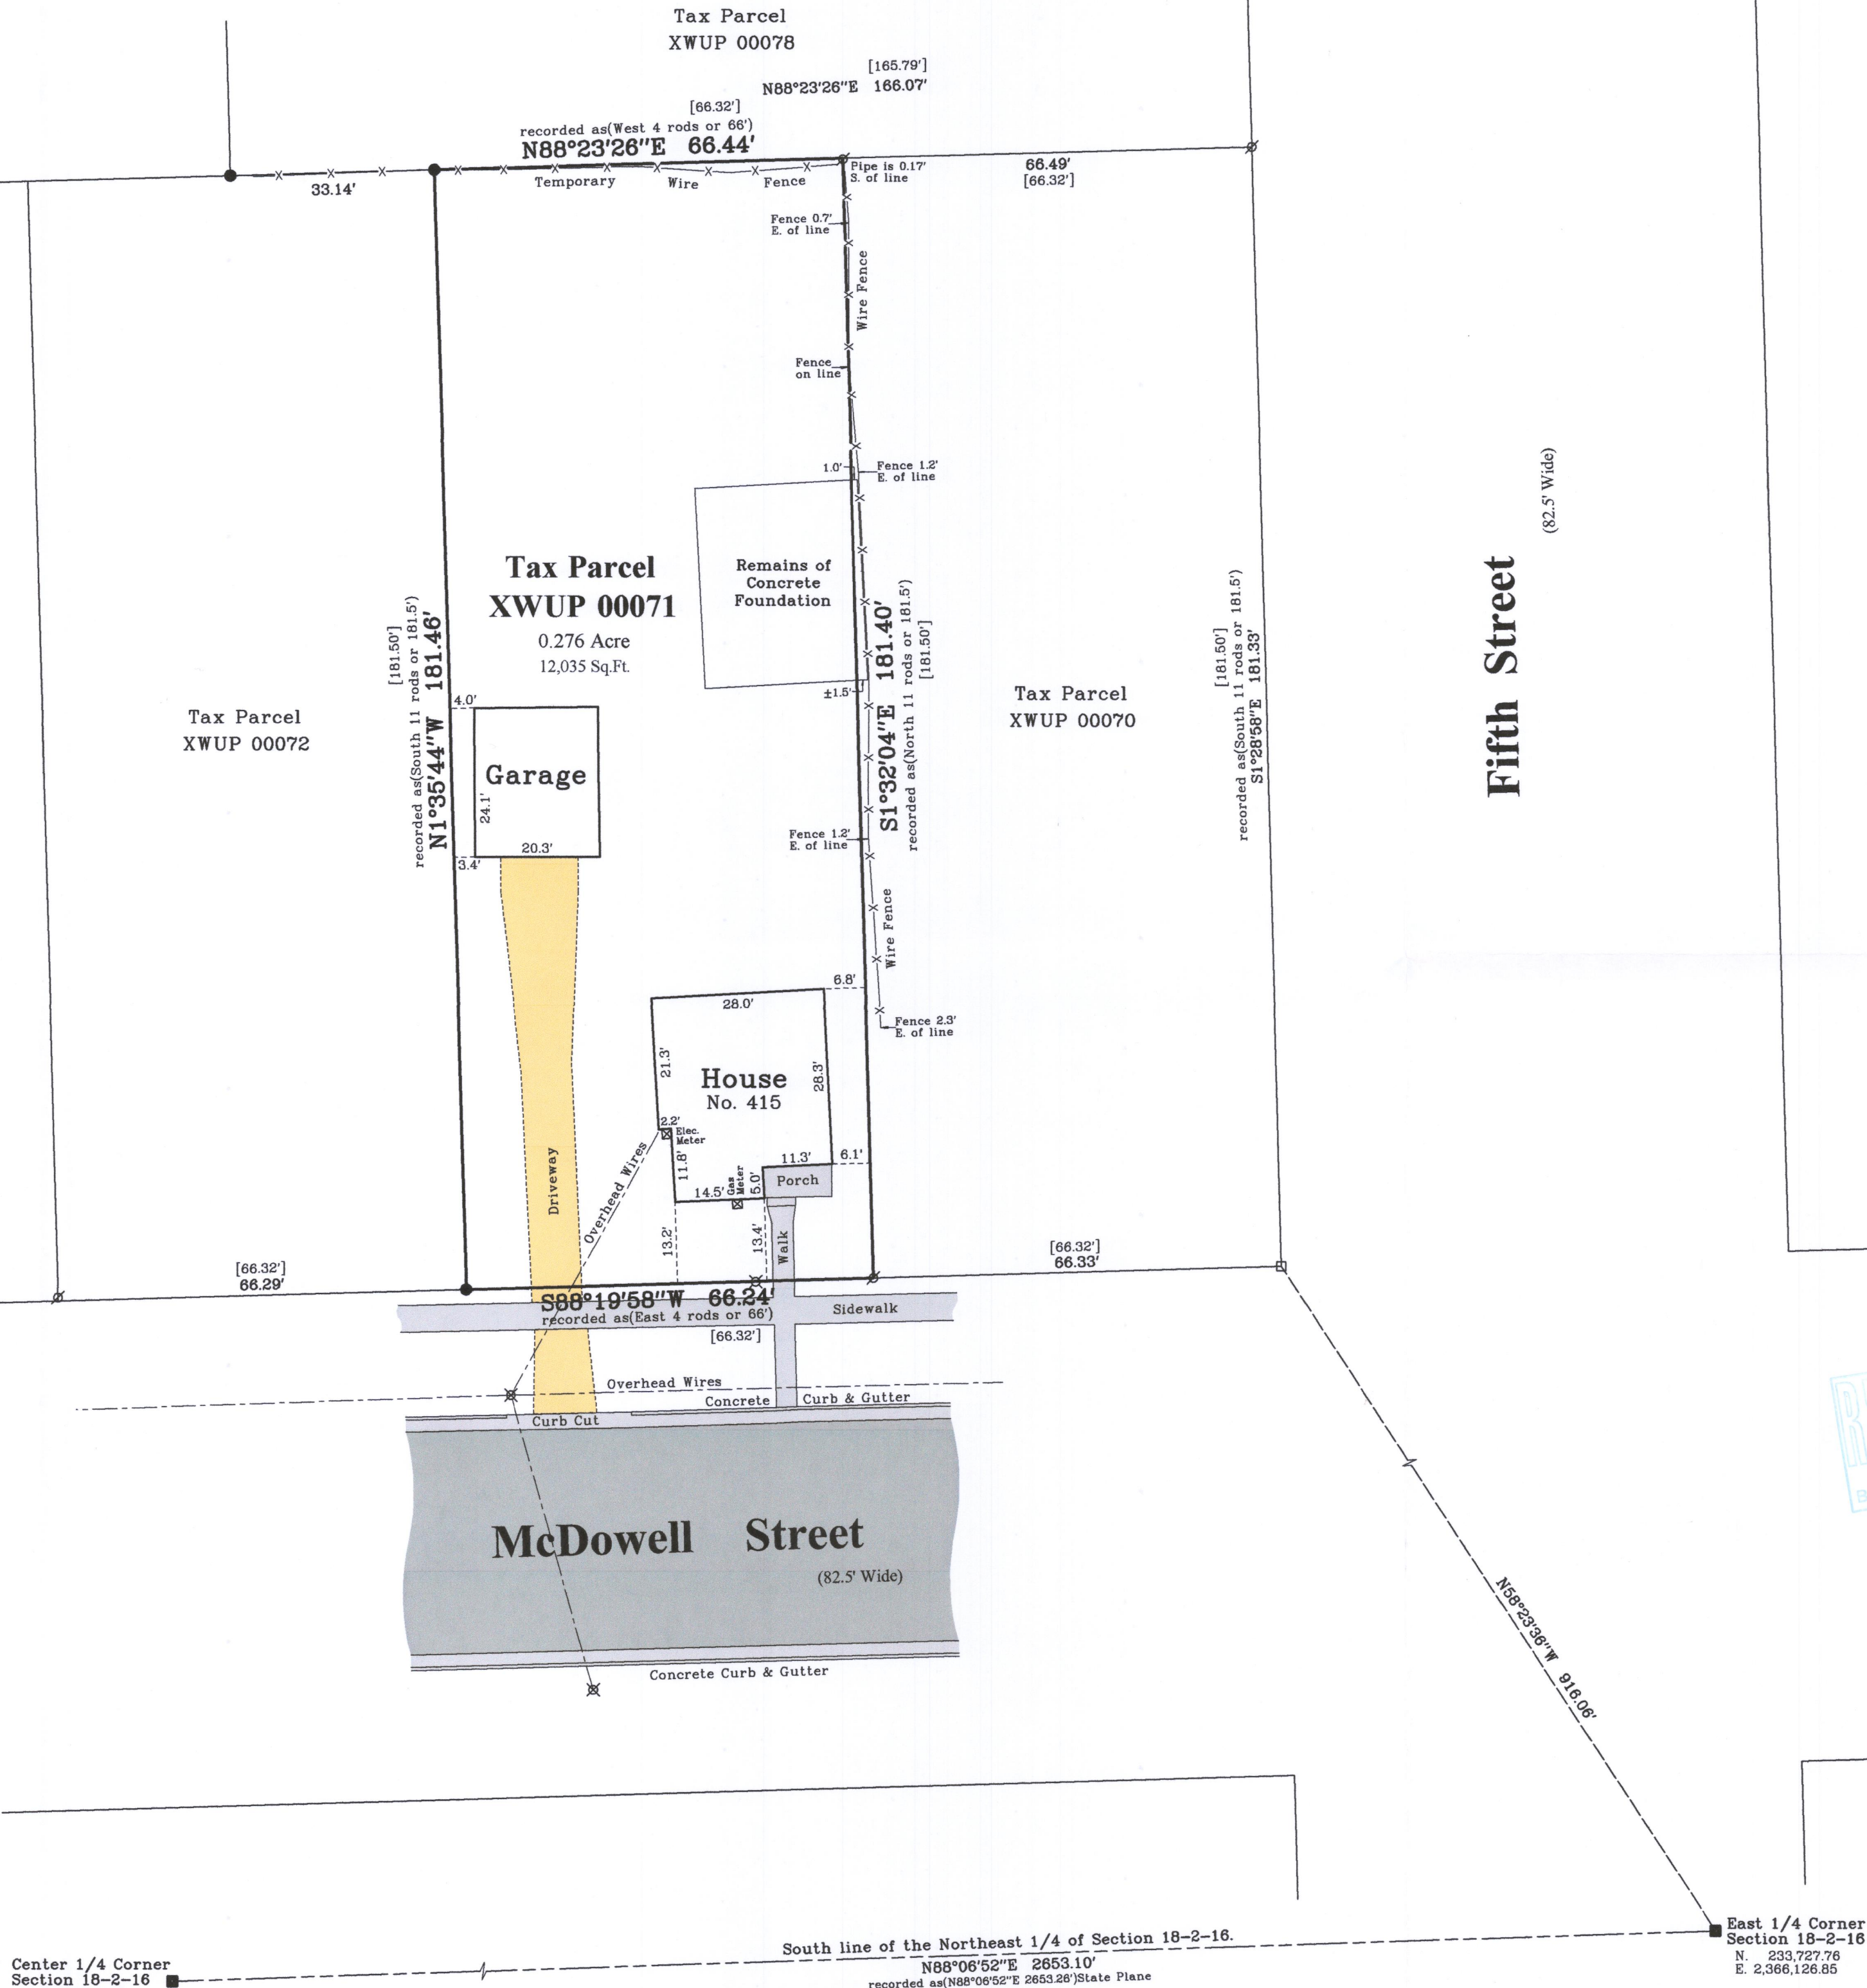 Tax Parcel
XWUP 00078
[165.79']
N88°23'26"E 166.07'
[66.32']
recorded as(West 4 rods or 66')
N88°23'26"E 66.44'
33.14'
Temporary Wire Fence
Pipe is 0.17'
S. of line
66.49'
[66.32']
Fence 0.7'
E. of line
Wire Fence
Fence
on line
1.0'
Fence 1.2'
E. of line
Remains of
Concrete
Foundation
±1.5'
Tax Parcel
XWUP 00071
0.276 Acre
12,035 Sq.Ft.
[181.50']
recorded as(South 11 rods or 181.5')
N1°35'44"W 181.46'
S1°32'04"E 181.40'
recorded as(North 11 rods or 181.5')
[181.50']
Tax Parcel
XWUP 00072
Tax Parcel
XWUP 00070
[181.50']
recorded as(South 11 rods or 181.5')
S1°28'58"E 181.33'
Fifth Street
(82.5' Wide)
4.0'
Garage
24.1'
20.3'
3.4'
Fence 1.2'
E. of line
Wire Fence
6.8'
28.0'
Fence 2.3'
E. of line
21.3'
House
No. 415
28.3'
2.2'
Elec.
Meter
11.8'
14.5'
Gas
Meter
5.0'
11.3'
6.1'
Porch
Driveway
Overhead Wires
13.2'
13.4'
Walk
[66.32']
66.29'
[66.32']
66.33'
S88°19'58"W 66.24'
recorded as(East 4 rods or 66')
[66.32']
Sidewalk
Overhead Wires
Concrete Curb & Gutter
Curb Cut
McDowell Street
(82.5' Wide)
Concrete Curb & Gutter
N58°23'36"W 916.06'
East 1/4 Corner
Section 18-2-16
N. 233,727.76
E. 2,366,126.85
South line of the Northeast 1/4 of Section 18-2-16.
N88°06'52"E 2653.10'
recorded as(N88°06'52"E 2653.26')State Plane
Center 1/4 Corner
Section 18-2-16